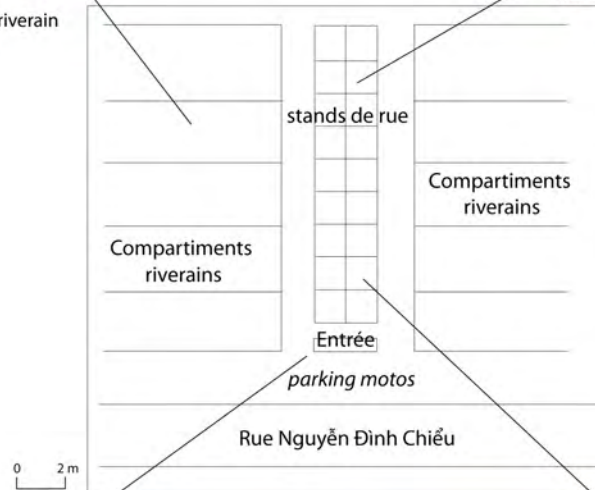 riverain
stands de rue
Compartiments
riverains
Compartiments
riverains
Entrée
parking motos
Rue Nguyễn Đình Chiểu
0 2 m